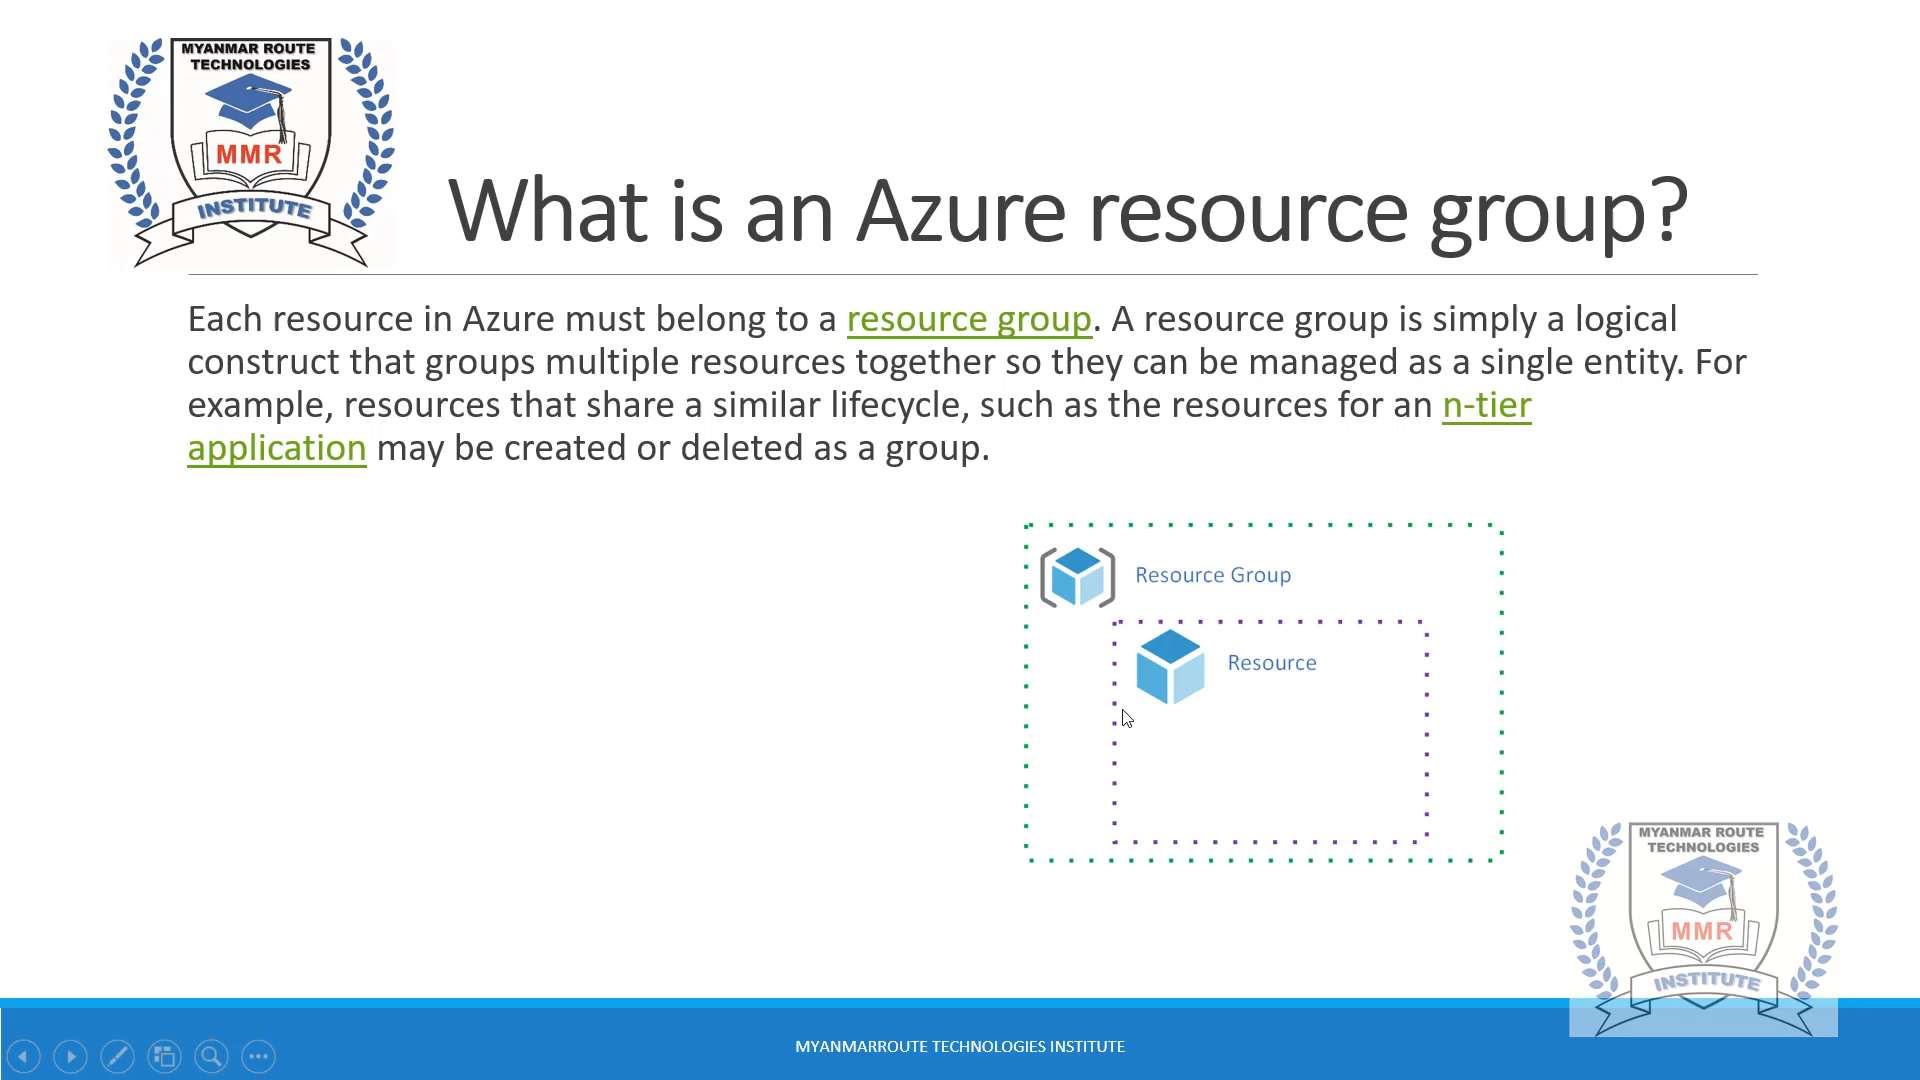 MYANMAR ROUTE
TECHNOLOGIES
MMR
INSTITUTE
What is an Azure resource group?
Each resource in Azure must belong to a resource group. A resource group is simply a logical
construct that groups multiple resources together so they can be managed as a single entity. For
example, resources that share a similar lifecycle, such as the resources for an n-tier
application may be created or deleted as a group.
Resource Group
Resource
MYANMAR ROUTE
TECHNOLOGIES
MMR
INSTITUTE
MYANMARROUTE TECHNOLOGIES INSTITUTE